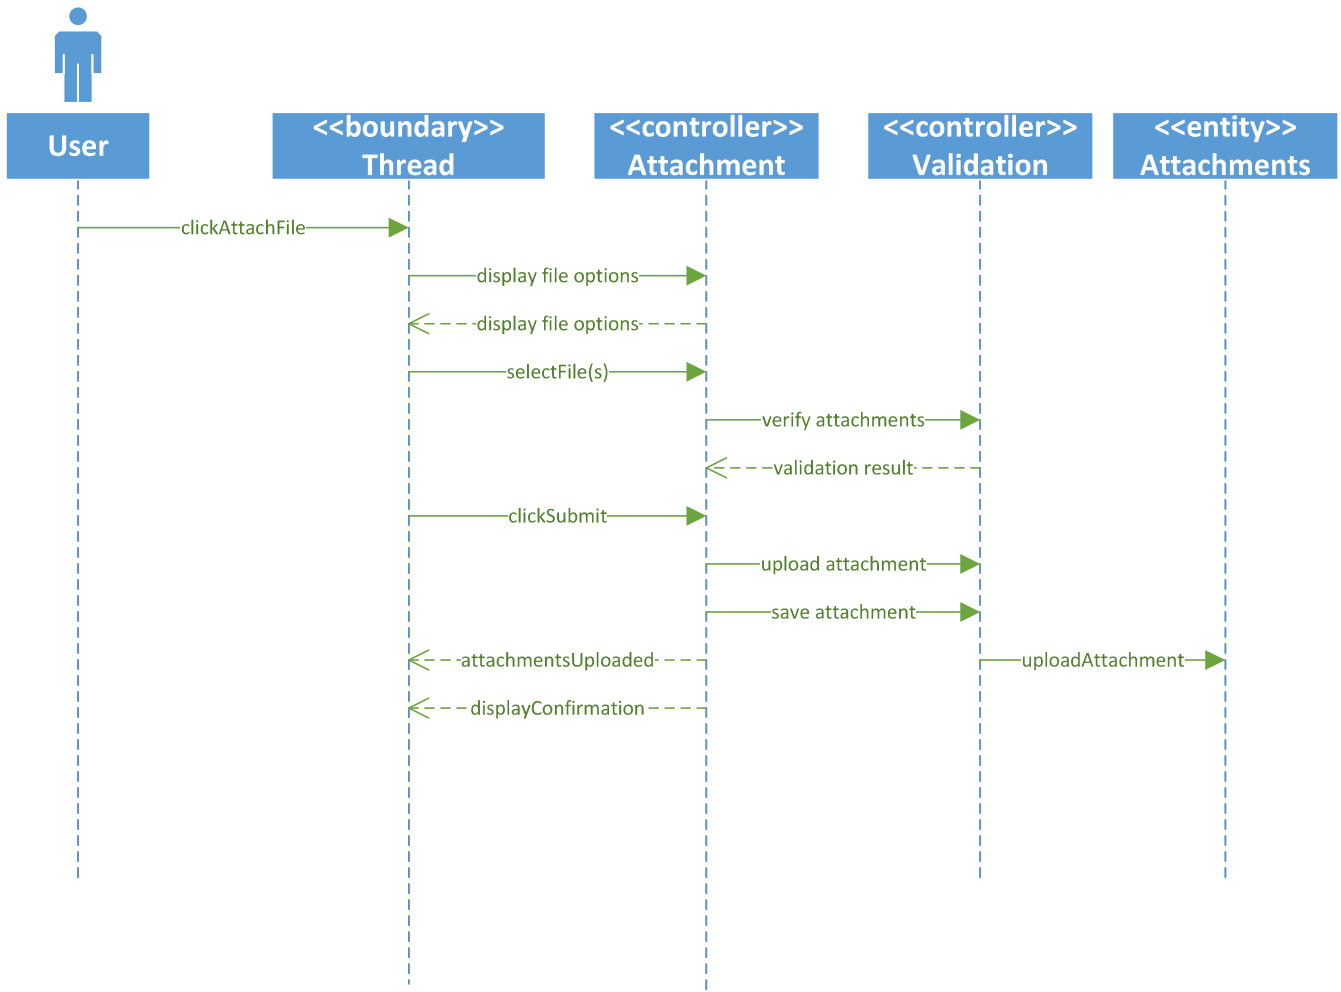 User
<<boundary>>
Thread
<<controller>>
Attachment
<<controller>>
Validation
<<entity>>
Attachments
clickAttachFile
display file options
display file options
selectFile(s)
verify attachments
validation result
clickSubmit
upload attachment
save attachment
attachmentsUploaded
uploadAttachment
displayConfirmation